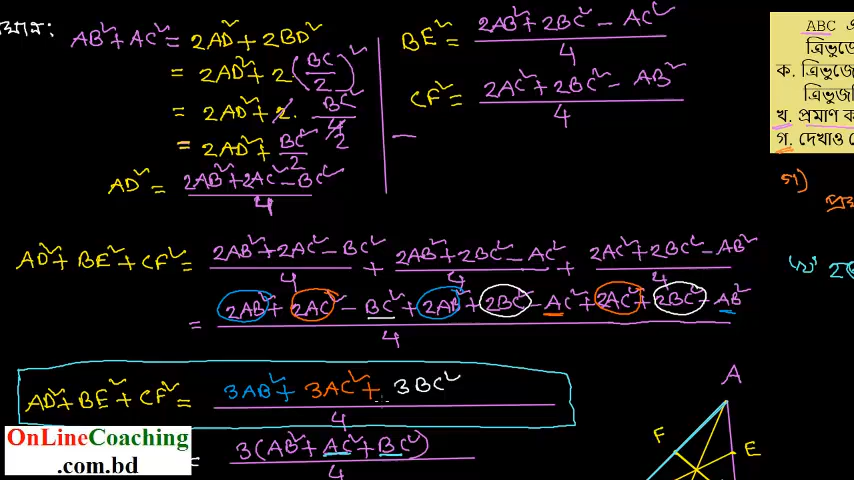 AB²+AC² = 2AD² + 2BD²
= 2AD² + 2(BC/2)²
= 2AD² + 2. BC²/4 2
= 2AD² + BC²/2
AD² = (2AB²+2AC²-BC²)/4
BE² = (2AB²+2BC²-AC²)/4
CF² = (2AC²+2BC²-AB²)/4
ABC
ত্রিভুজে
ক. ত্রিভুজে
ত্রিভুজটি
খ. প্রমাণ ক
গ. দেখাও
গ)
AD²+BE²+CF² = (2AB²+2AC²-BC²)/4 + (2AB²+2BC²-AC²)/4 + (2AC²+2BC²-AB²)/4
= (2AB²+2AC²-BC²+2AB²+2BC²-AC²+2AC²+2BC²-AB²)/4
AD²+BE²+CF² = (3AB²+3AC²+3BC²)/4
= 3(AB²+AC²+BC²)/4
A
F
E
OnLineCoaching
.com.bd